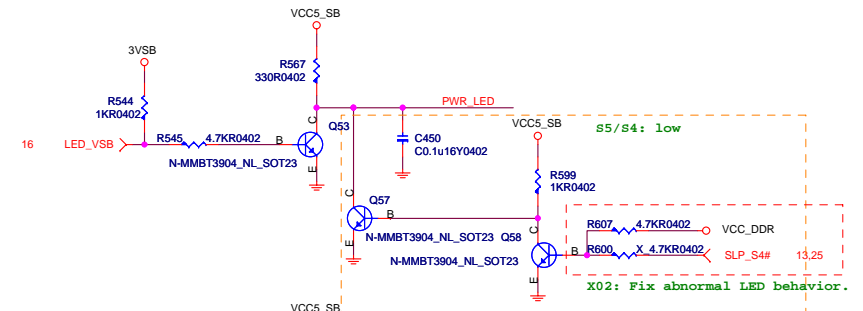 VCC5_SB
3VSB
R567
330R0402
R544
1KR0402
PWR_LED
16
LED_VSB
R545
4.7KR0402
B
C
E
Q53
N-MMBT3904_NL_SOT23
C450
C0.1u16Y0402
VCC5_SB
S5/S4: low
R599
1KR0402
C
Q57
B
E
N-MMBT3904_NL_SOT23
Q58
C
N-MMBT3904_NL_SOT23
B
E
R607
4.7KR0402
VCC_DDR
R600
X_4.7KR0402
SLP_S4#
13,25
X02: Fix abnormal LED behavior.
VCC5_SB